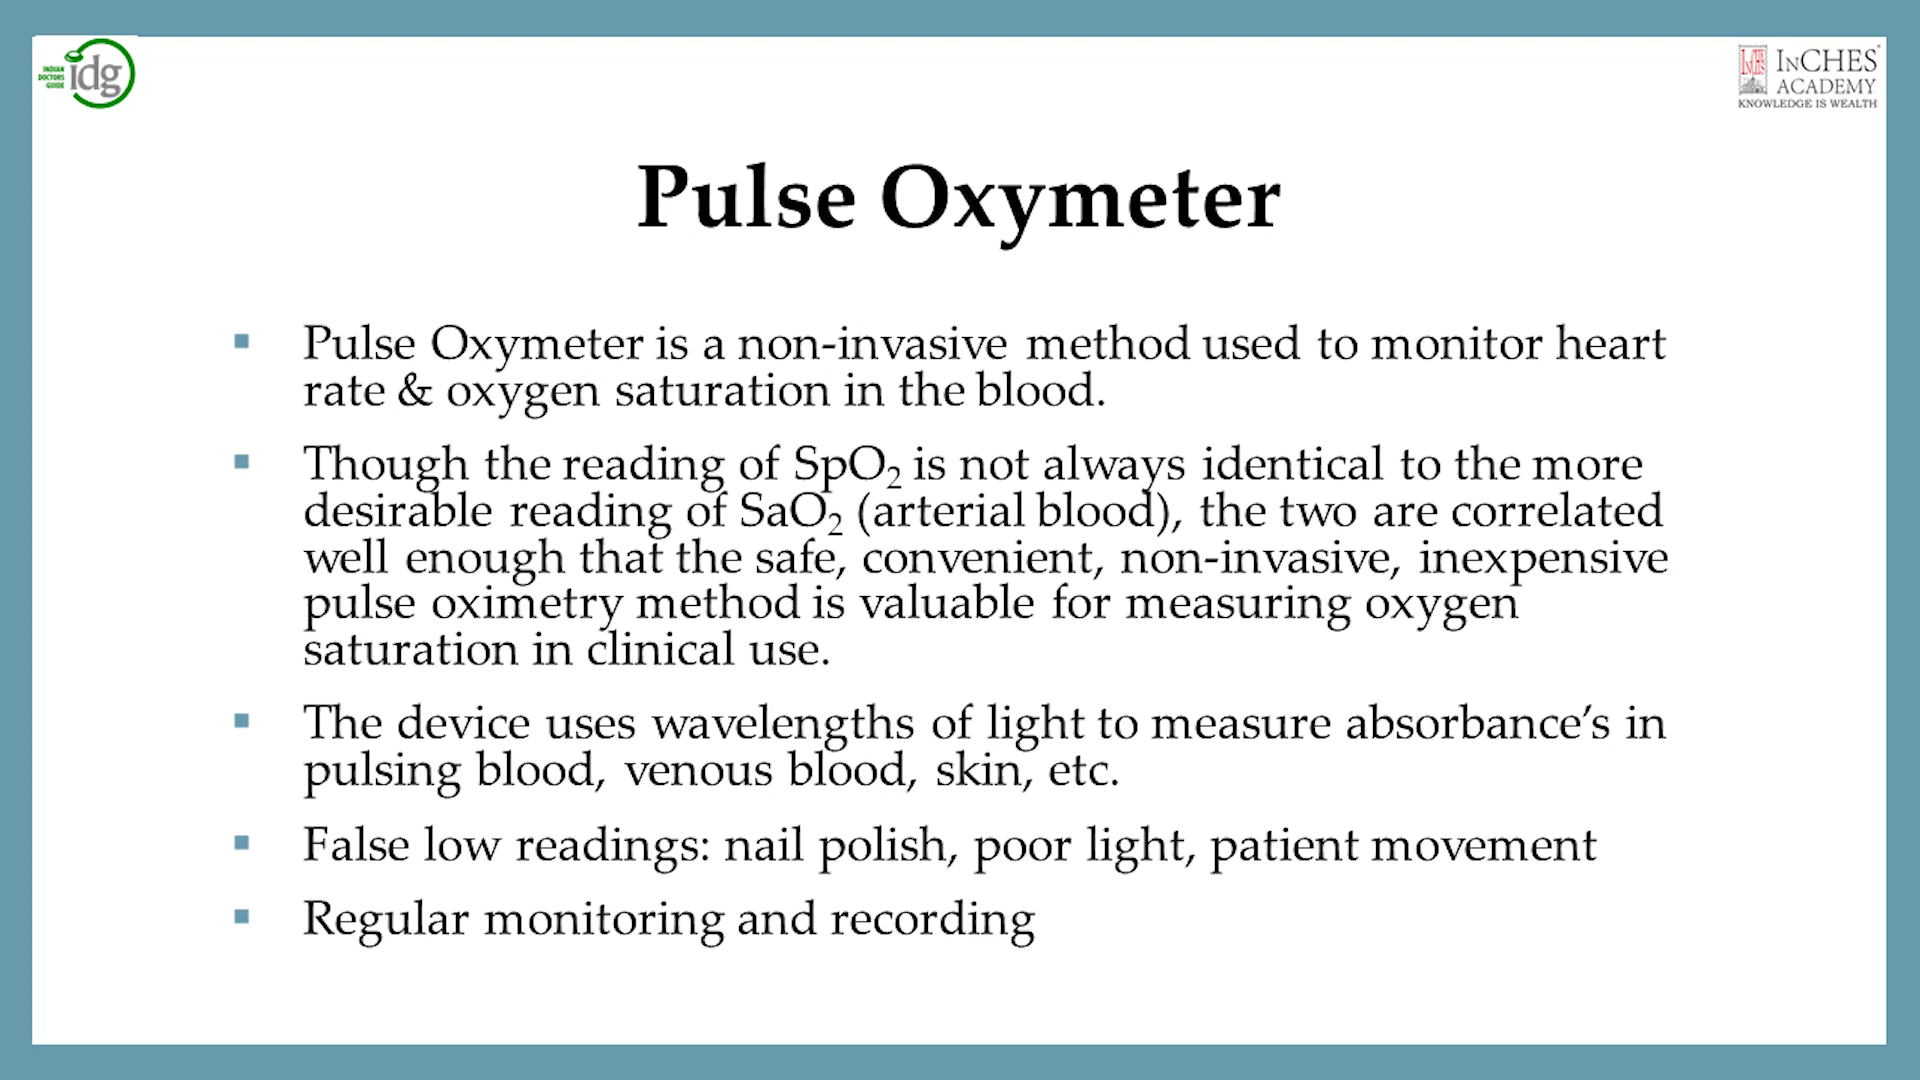 INDIAN
DOCTORS
GUIDE
idg
INCHES
ACADEMY
KNOWLEDGE IS WEALTH
Pulse Oxymeter
▪ Pulse Oxymeter is a non-invasive method used to monitor heart
rate & oxygen saturation in the blood.
▪ Though the reading of SpO₂ is not always identical to the more
desirable reading of SaO₂ (arterial blood), the two are correlated
well enough that the safe, convenient, non-invasive, inexpensive
pulse oximetry method is valuable for measuring oxygen
saturation in clinical use.
▪ The device uses wavelengths of light to measure absorbance’s in
pulsing blood, venous blood, skin, etc.
▪ False low readings: nail polish, poor light, patient movement
▪ Regular monitoring and recording